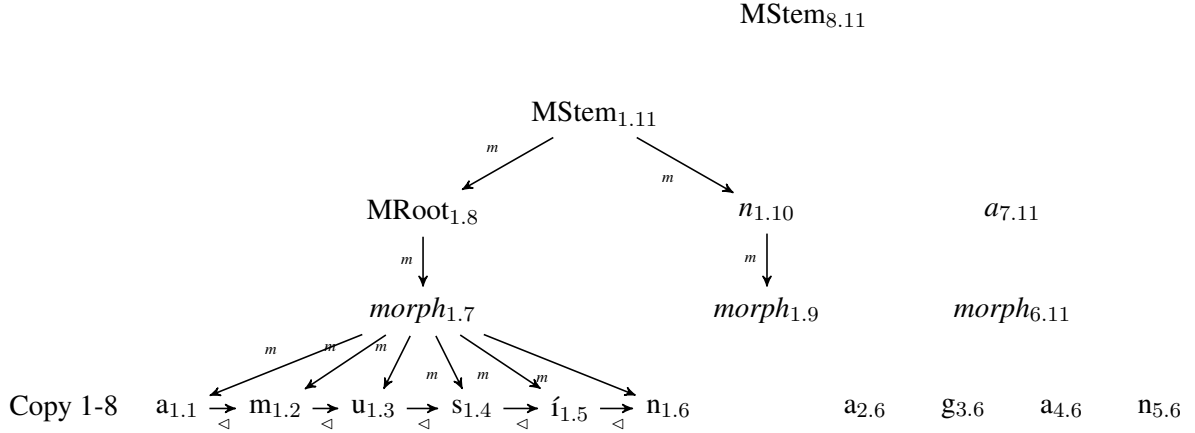 MStem8.11
MStem1.11
m m
MRoot1.8 n1.10 a7.11
m m
morph1.7 morph1.9 morph6.11
m m m m m m
Copy 1-8 a1.1 m1.2 u1.3 s1.4 í1.5 n1.6 a2.6 g3.6 a4.6 n5.6
◁ ◁ ◁ ◁ ◁